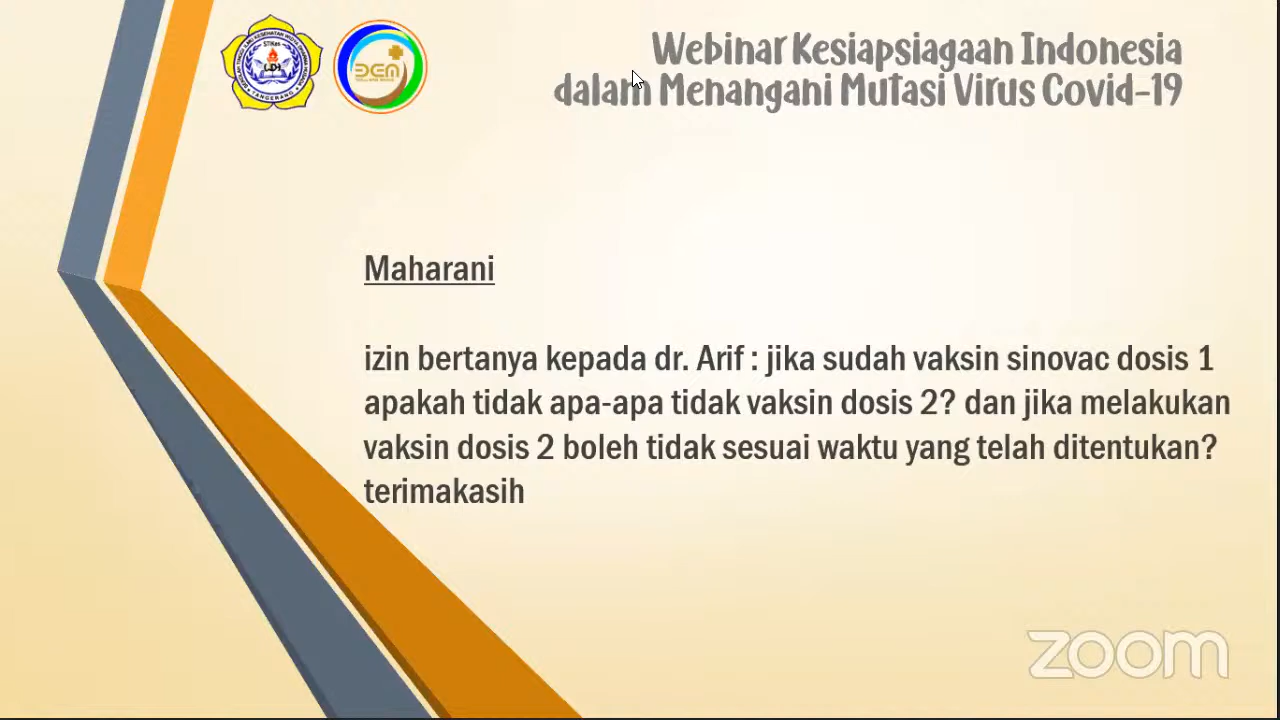 Webinar Kesiapsiagaan Indonesia
dalam Menangani Mutasi Virus Covid-19
Maharani
izin bertanya kepada dr. Arif : jika sudah vaksin sinovac dosis 1
apakah tidak apa-apa tidak vaksin dosis 2? dan jika melakukan
vaksin dosis 2 boleh tidak sesuai waktu yang telah ditentukan?
terimakasih
zoom